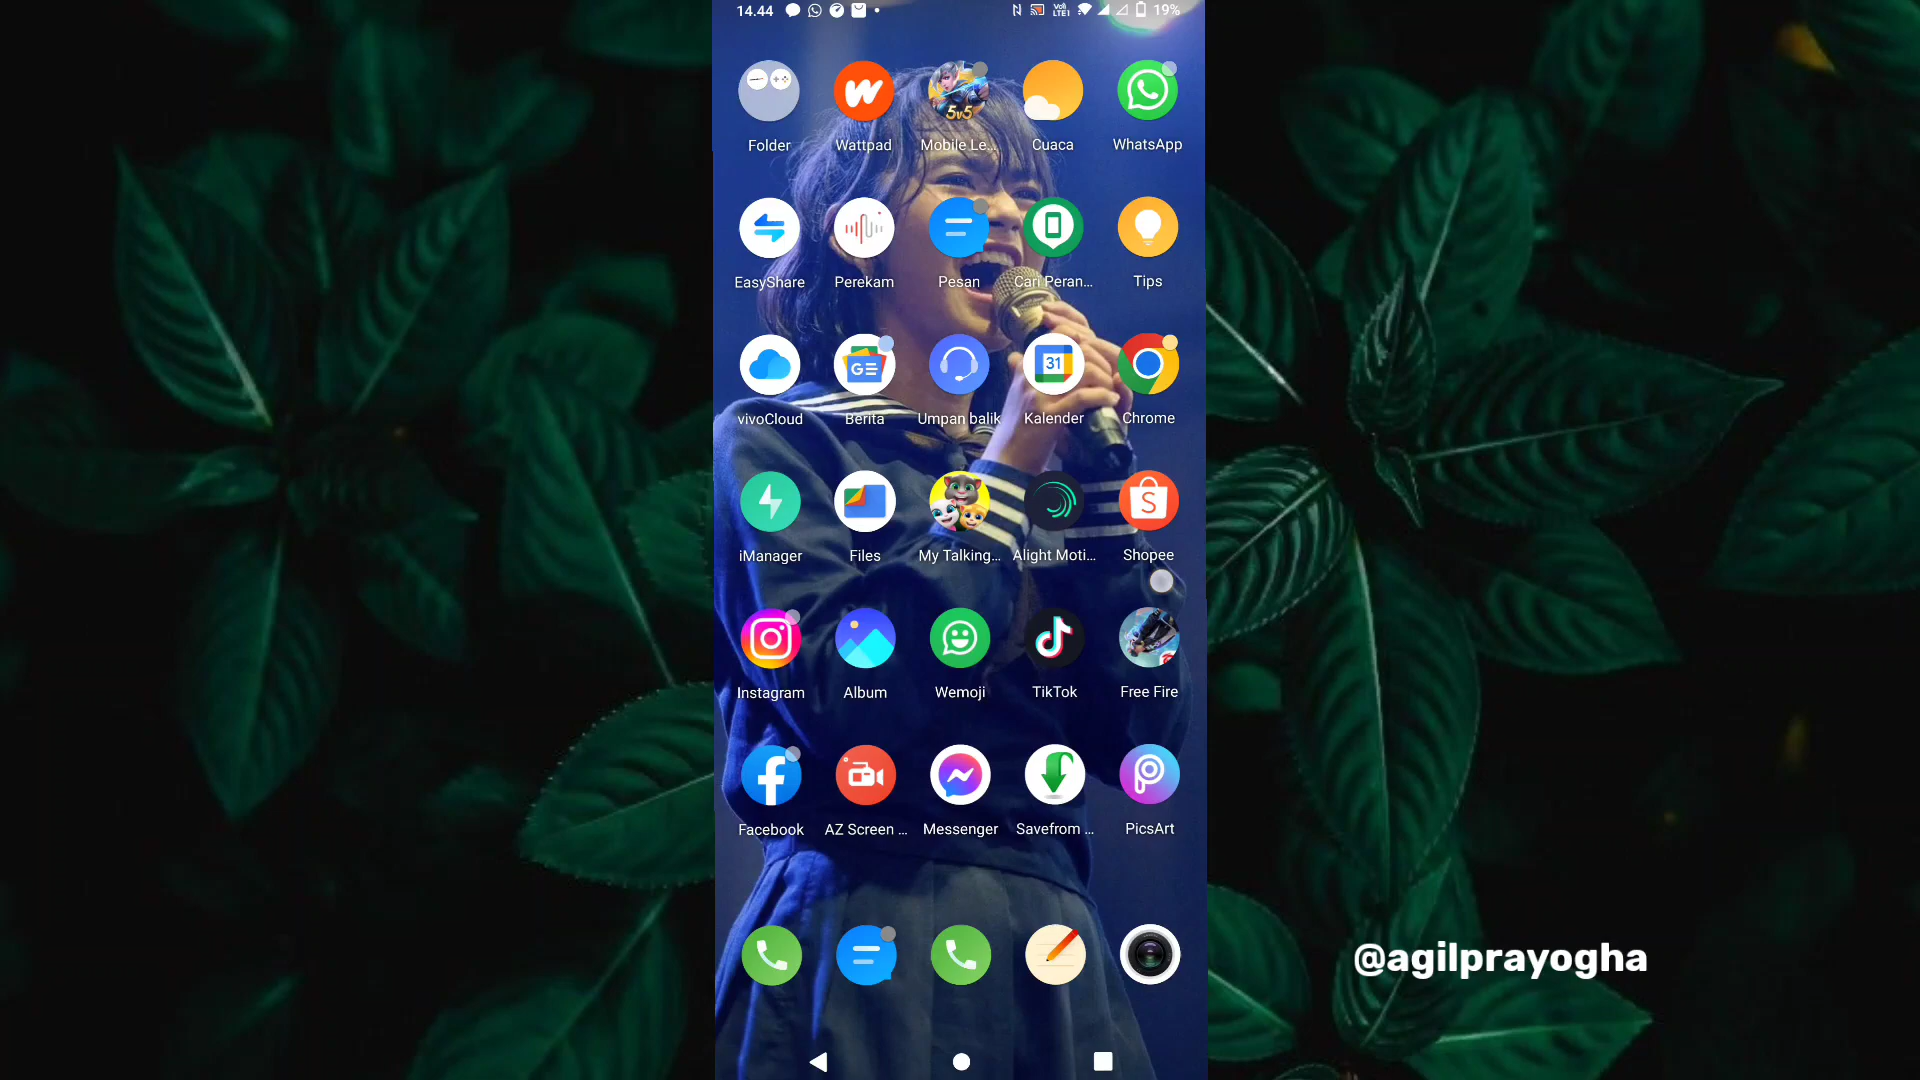 14.44 19%
Folder Wattpad Mobile Le... Cuaca WhatsApp
EasyShare Perekam Pesan Cari Peran... Tips
GE 31
vivoCloud Berita Umpan balik Kalender Chrome
iManager Files My Talking... Alight Moti... Shopee
Instagram Album Wemoji TikTok Free Fire
Facebook AZ Screen ... Messenger Savefrom ... PicsArt
@agilprayogha